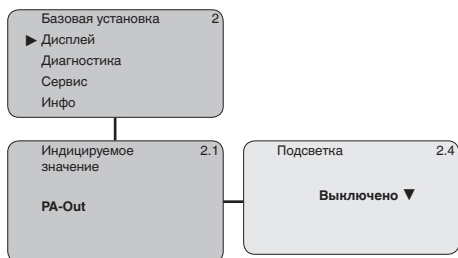 Базовая установка 2
▶ Дисплей
Диагностика
Сервис
Инфо
Индицируемое 2.1
значение
PA-Out
Подсветка 2.4
Выключено ▼